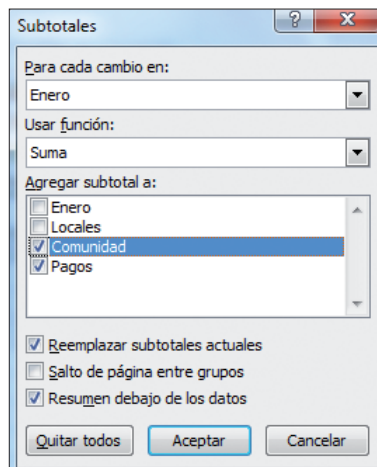 Subtotales
Para cada cambio en:
Enero
Usar función:
Suma
Agregar subtotal a:
Enero
Locales
Comunidad
Pagos
Reemplazar subtotales actuales
Salto de página entre grupos
Resumen debajo de los datos
Quitar todos Aceptar Cancelar